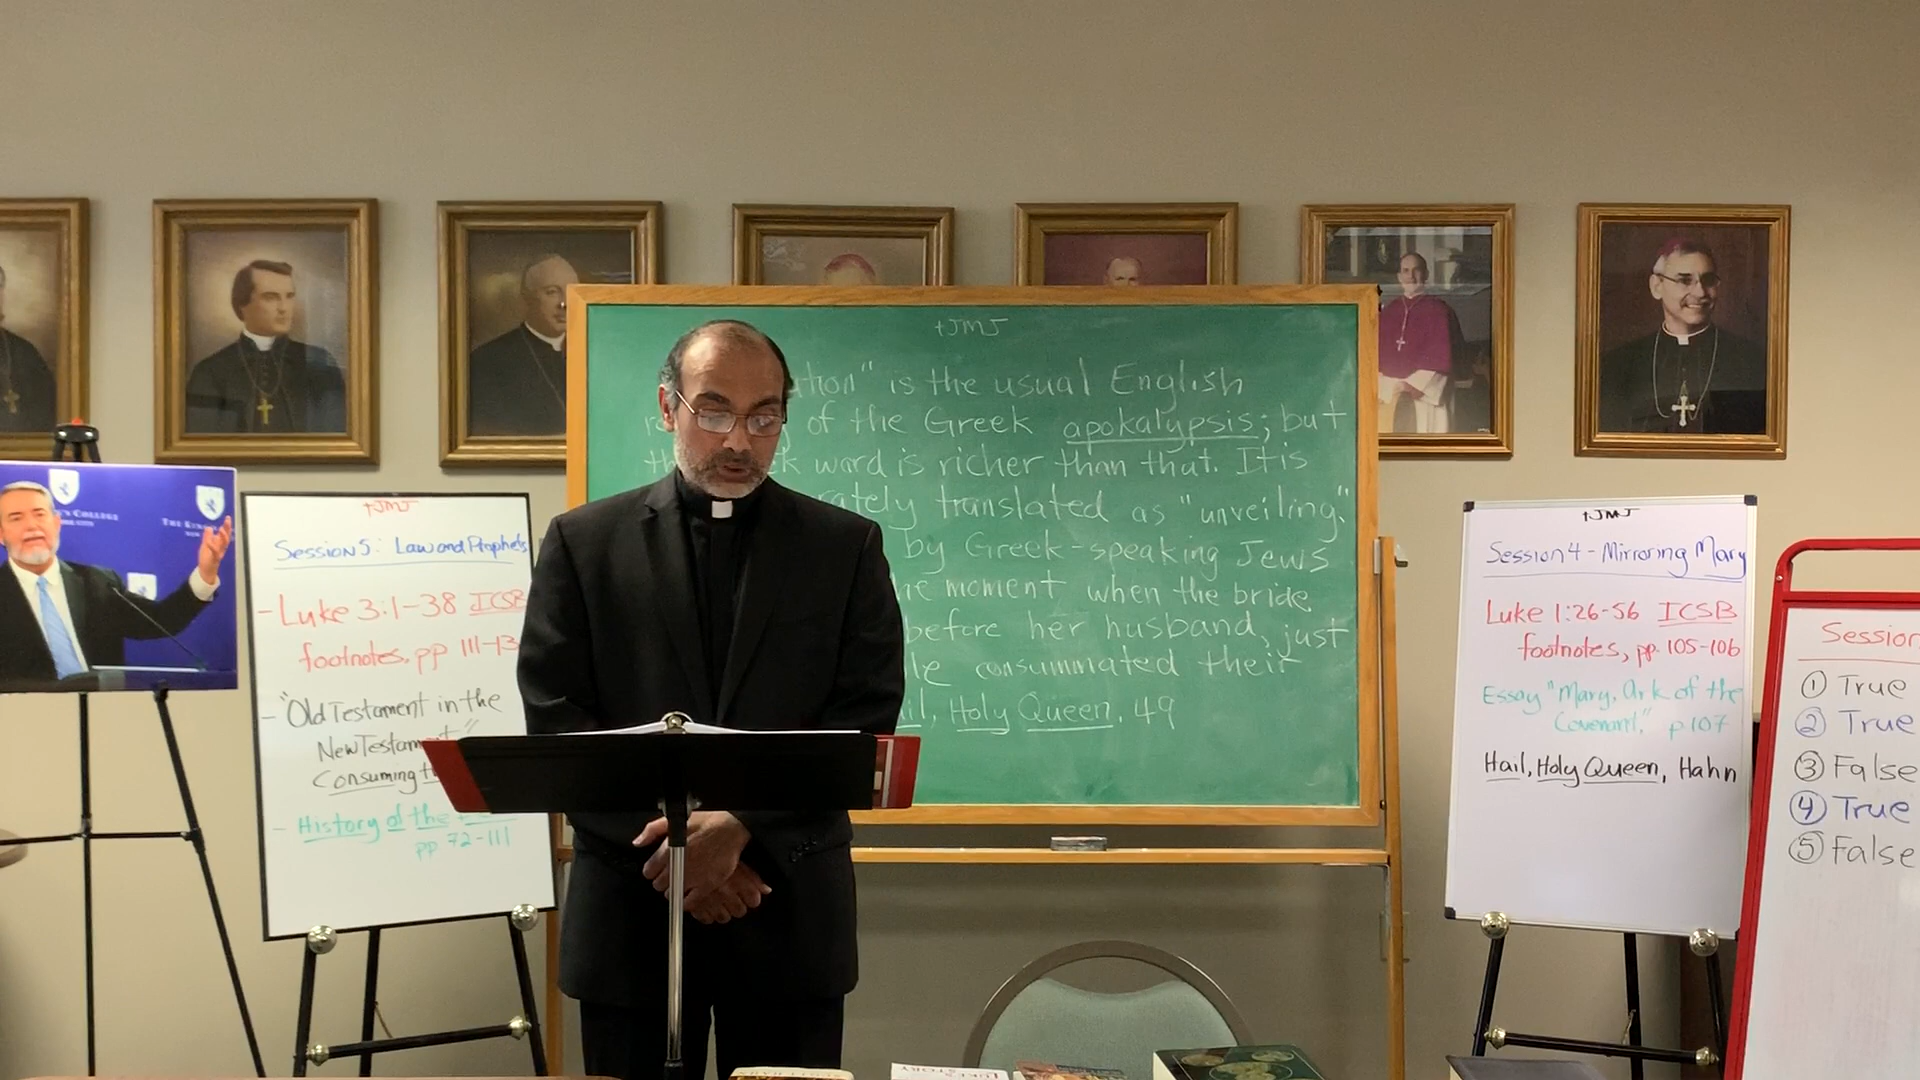 N'S COLLEGE
THE KING
+JMJ
Session 5: Law and Prophets
- Luke 3:1-38 ICSB
footnotes, pp 111-13
- "Old Testament in the
New Testament"
Consuming
- History of the
pp 72-111
+JMJ
" is the usual English
of the Greek apokalypsis; but
word is richer than that. It is
translated as "unveiling."
by Greek-speaking Jews
moment when the bride
before her husband, just
consummated their
Holy Queen, 49
+JMJ
Session 4 - Mirroring Mary
Luke 1:26-56 ICSB
footnotes, pp. 105-106
Essay "Mary, Ark of the
Covenant," p 107
Hail, Holy Queen, Hahn
Session
① True
② True
③ False
④ True
⑤ False